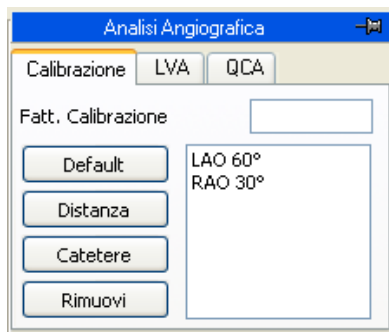 Analisi Angiografica
Calibrazione LVA QCA
Fatt. Calibrazione
Default
LAO 60°
RAO 30°
Distanza
Catetere
Rimuovi